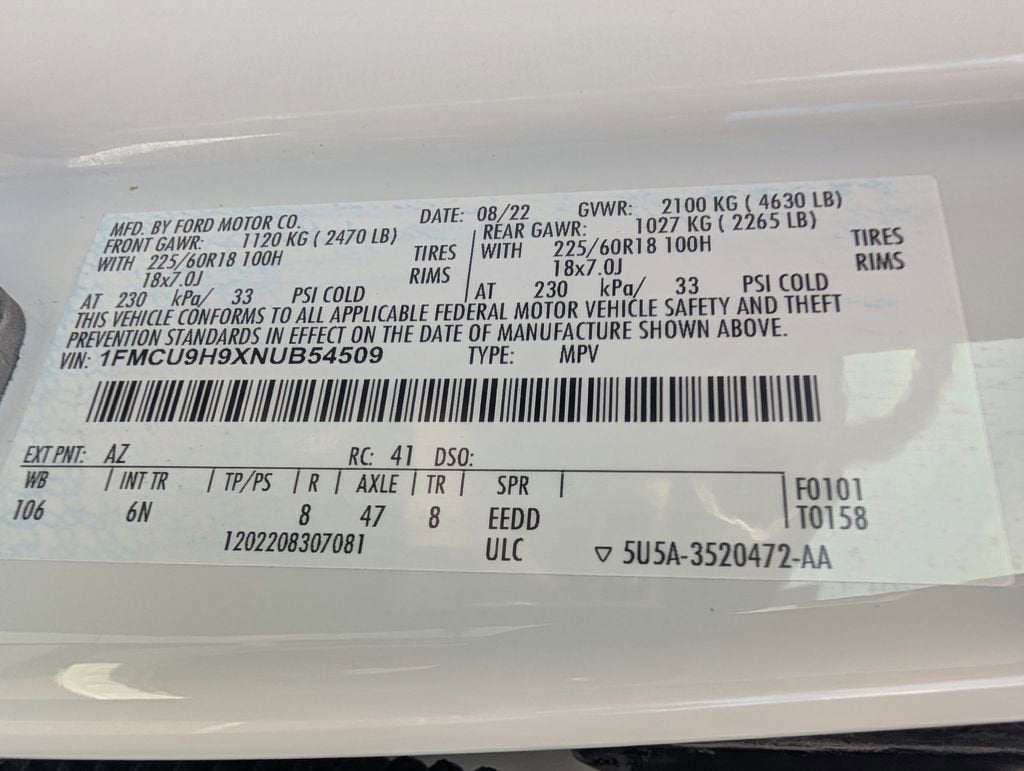 MFD. BY FORD MOTOR CO. DATE: 08/22 GVWR: 2100 KG ( 4630 LB)
FRONT GAWR: 1120 KG ( 2470 LB) REAR GAWR: 1027 KG ( 2265 LB)
WITH 225/60R18 100H TIRES WITH 225/60R18 100H TIRES
18x7.0J RIMS 18x7.0J RIMS
AT 230 kPa/ 33 PSI COLD AT 230 kPa/ 33 PSI COLD
THIS VEHICLE CONFORMS TO ALL APPLICABLE FEDERAL MOTOR VEHICLE SAFETY AND THEFT
PREVENTION STANDARDS IN EFFECT ON THE DATE OF MANUFACTURE SHOWN ABOVE.
VIN: 1FMCU9H9XNUB54509 TYPE: MPV
EXT PNT: AZ RC: 41 DSO:
WB INT TR TP/PS R AXLE TR SPR F0101
106 6N 8 47 8 EEDD T0158
1202208307081 ULC ▽ 5U5A-3520472-AA